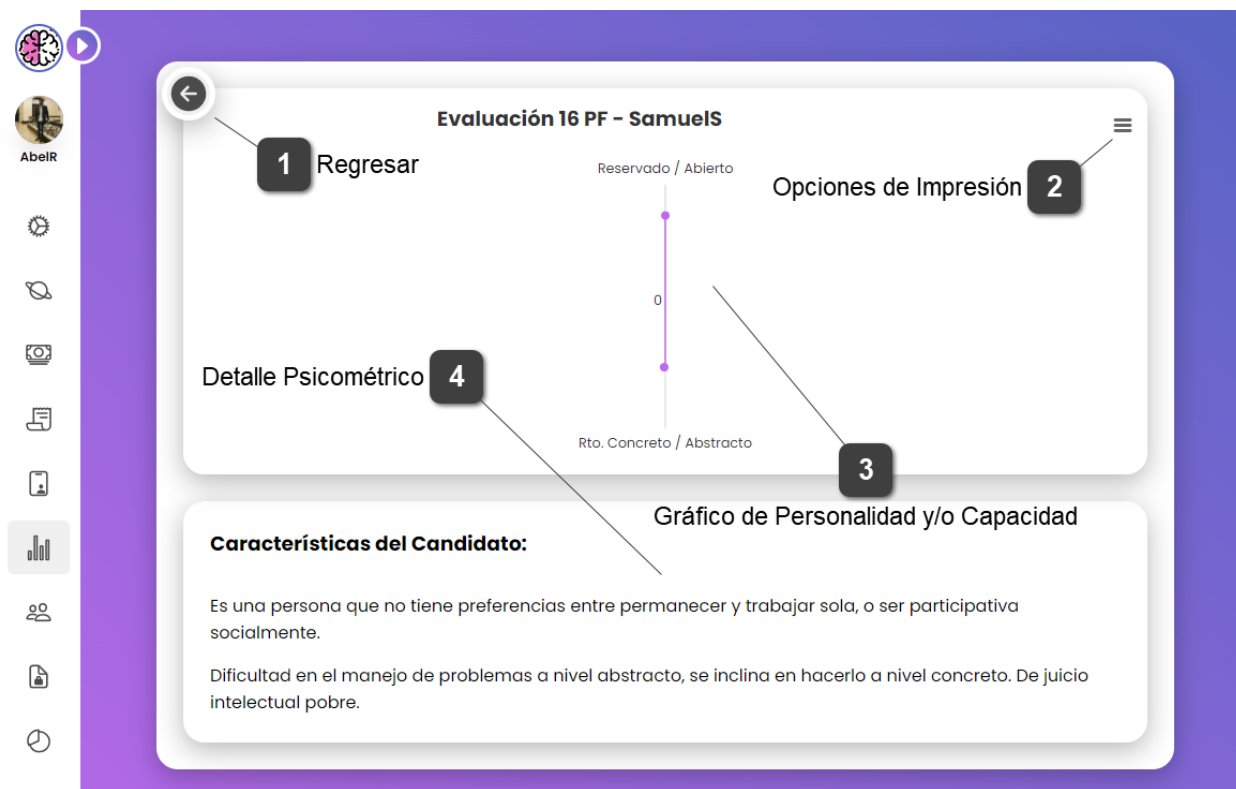 AbelR
Evaluación 16 PF - SamuelS
1 Regresar
Reservado / Abierto
Opciones de Impresión 2
0
Detalle Psicométrico 4
Rto. Concreto / Abstracto
3
Gráfico de Personalidad y/o Capacidad
Características del Candidato:
Es una persona que no tiene preferencias entre permanecer y trabajar sola, o ser participativa
socialmente.
Dificultad en el manejo de problemas a nivel abstracto, se inclina en hacerlo a nivel concreto. De juicio
intelectual pobre.